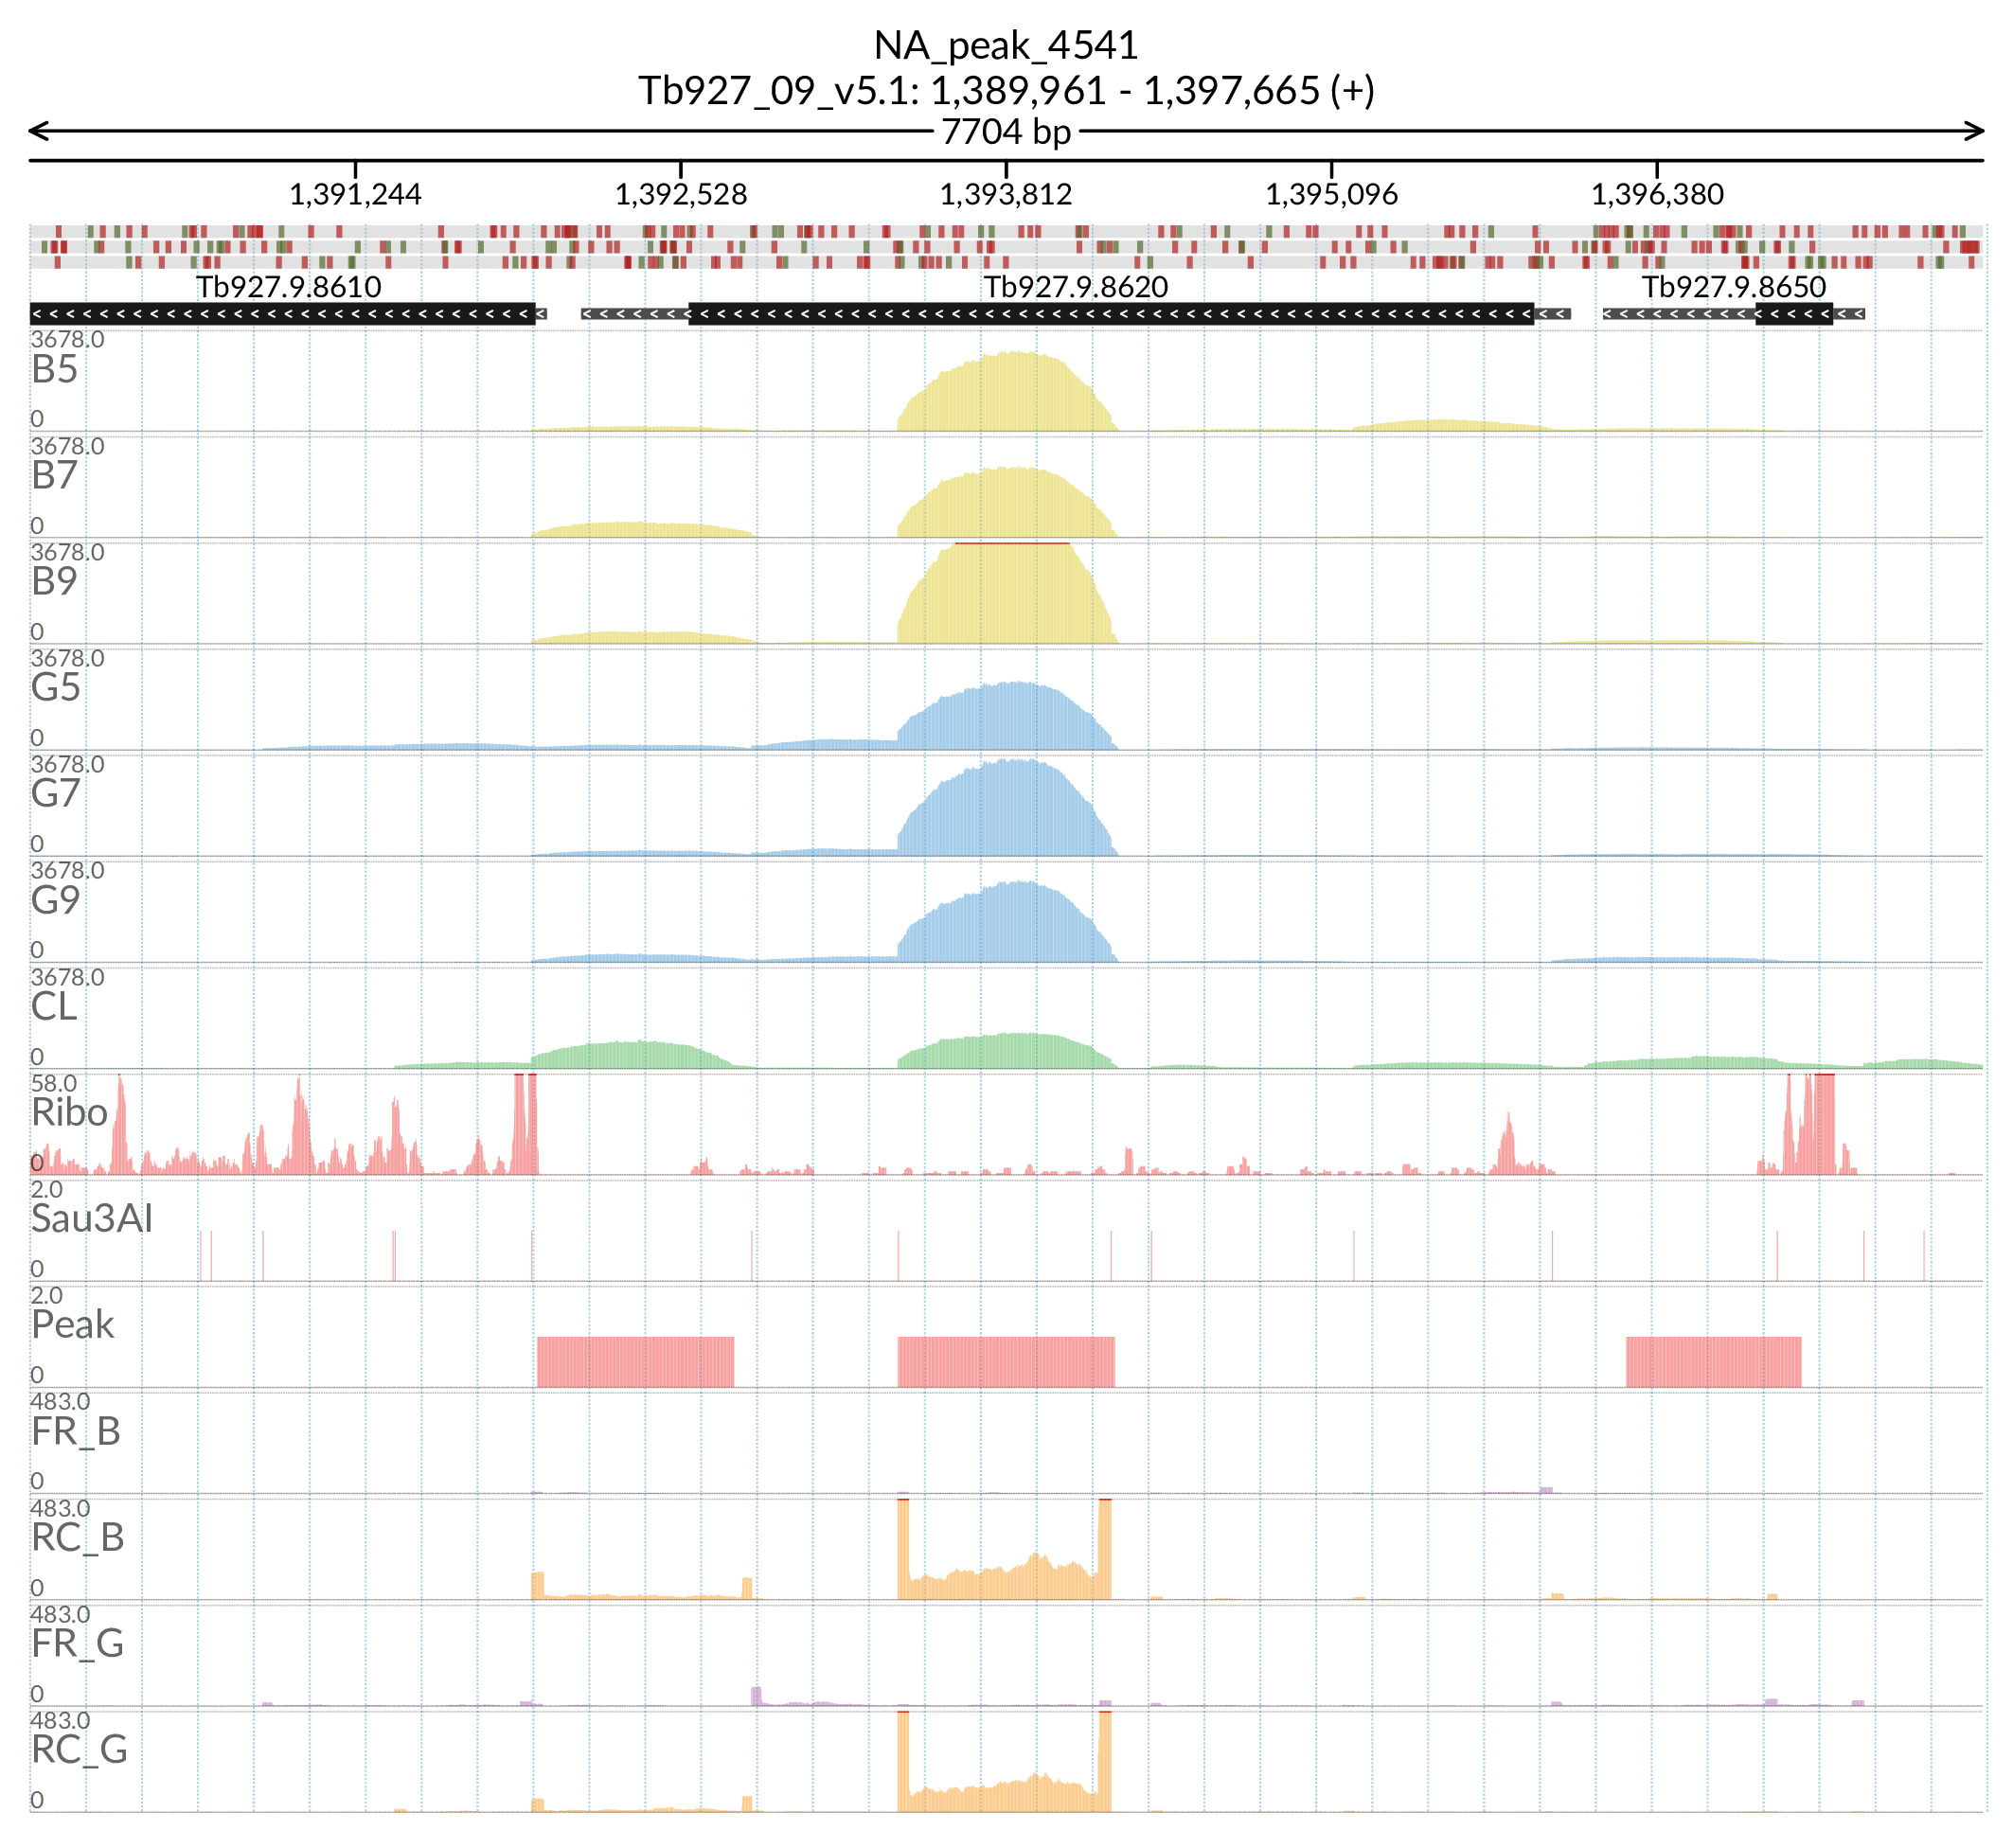 NA_peak_4541
Tb927_09_v5.1: 1,389,961 - 1,397,665 (+)
7704 bp
1,391,244 1,392,528 1,393,812 1,395,096 1,396,380
Tb927.9.8610 Tb927.9.8620 Tb927.9.8650
3678.0
B5
0
3678.0
B7
0
3678.0
B9
0
3678.0
G5
0
3678.0
G7
0
3678.0
G9
0
3678.0
CL
0
58.0
Ribo
0
2.0
Sau3AI
0
2.0
Peak
0
483.0
FR_B
0
483.0
RC_B
0
483.0
FR_G
0
483.0
RC_G
0